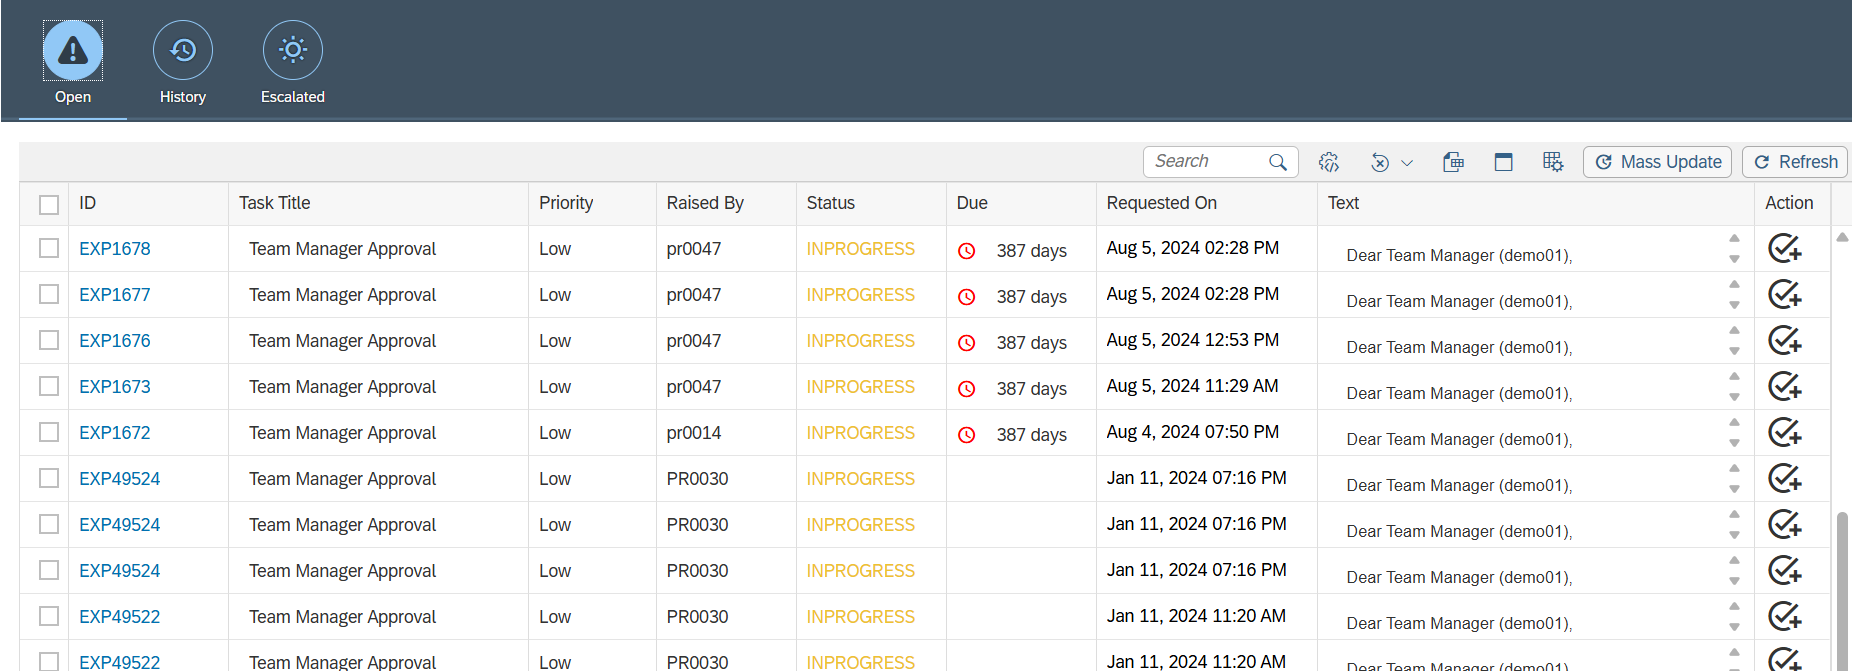 Open History Escalated
Search Mass Update Refresh
ID Task Title Priority Raised By Status Due Requested On Text Action
EXP1678 Team Manager Approval Low pr0047 INPROGRESS 387 days Aug 5, 2024 02:28 PM Dear Team Manager (demo01),
EXP1677 Team Manager Approval Low pr0047 INPROGRESS 387 days Aug 5, 2024 02:28 PM Dear Team Manager (demo01),
EXP1676 Team Manager Approval Low pr0047 INPROGRESS 387 days Aug 5, 2024 12:53 PM Dear Team Manager (demo01),
EXP1673 Team Manager Approval Low pr0047 INPROGRESS 387 days Aug 5, 2024 11:29 AM Dear Team Manager (demo01),
EXP1672 Team Manager Approval Low pr0014 INPROGRESS 387 days Aug 4, 2024 07:50 PM Dear Team Manager (demo01),
EXP49524 Team Manager Approval Low PR0030 INPROGRESS Jan 11, 2024 07:16 PM Dear Team Manager (demo01),
EXP49524 Team Manager Approval Low PR0030 INPROGRESS Jan 11, 2024 07:16 PM Dear Team Manager (demo01),
EXP49524 Team Manager Approval Low PR0030 INPROGRESS Jan 11, 2024 07:16 PM Dear Team Manager (demo01),
EXP49522 Team Manager Approval Low PR0030 INPROGRESS Jan 11, 2024 11:20 AM Dear Team Manager (demo01),
EXP49522 Team Manager Approval Low PR0030 INPROGRESS Jan 11, 2024 11:20 AM Dear Team Manager (demo01),